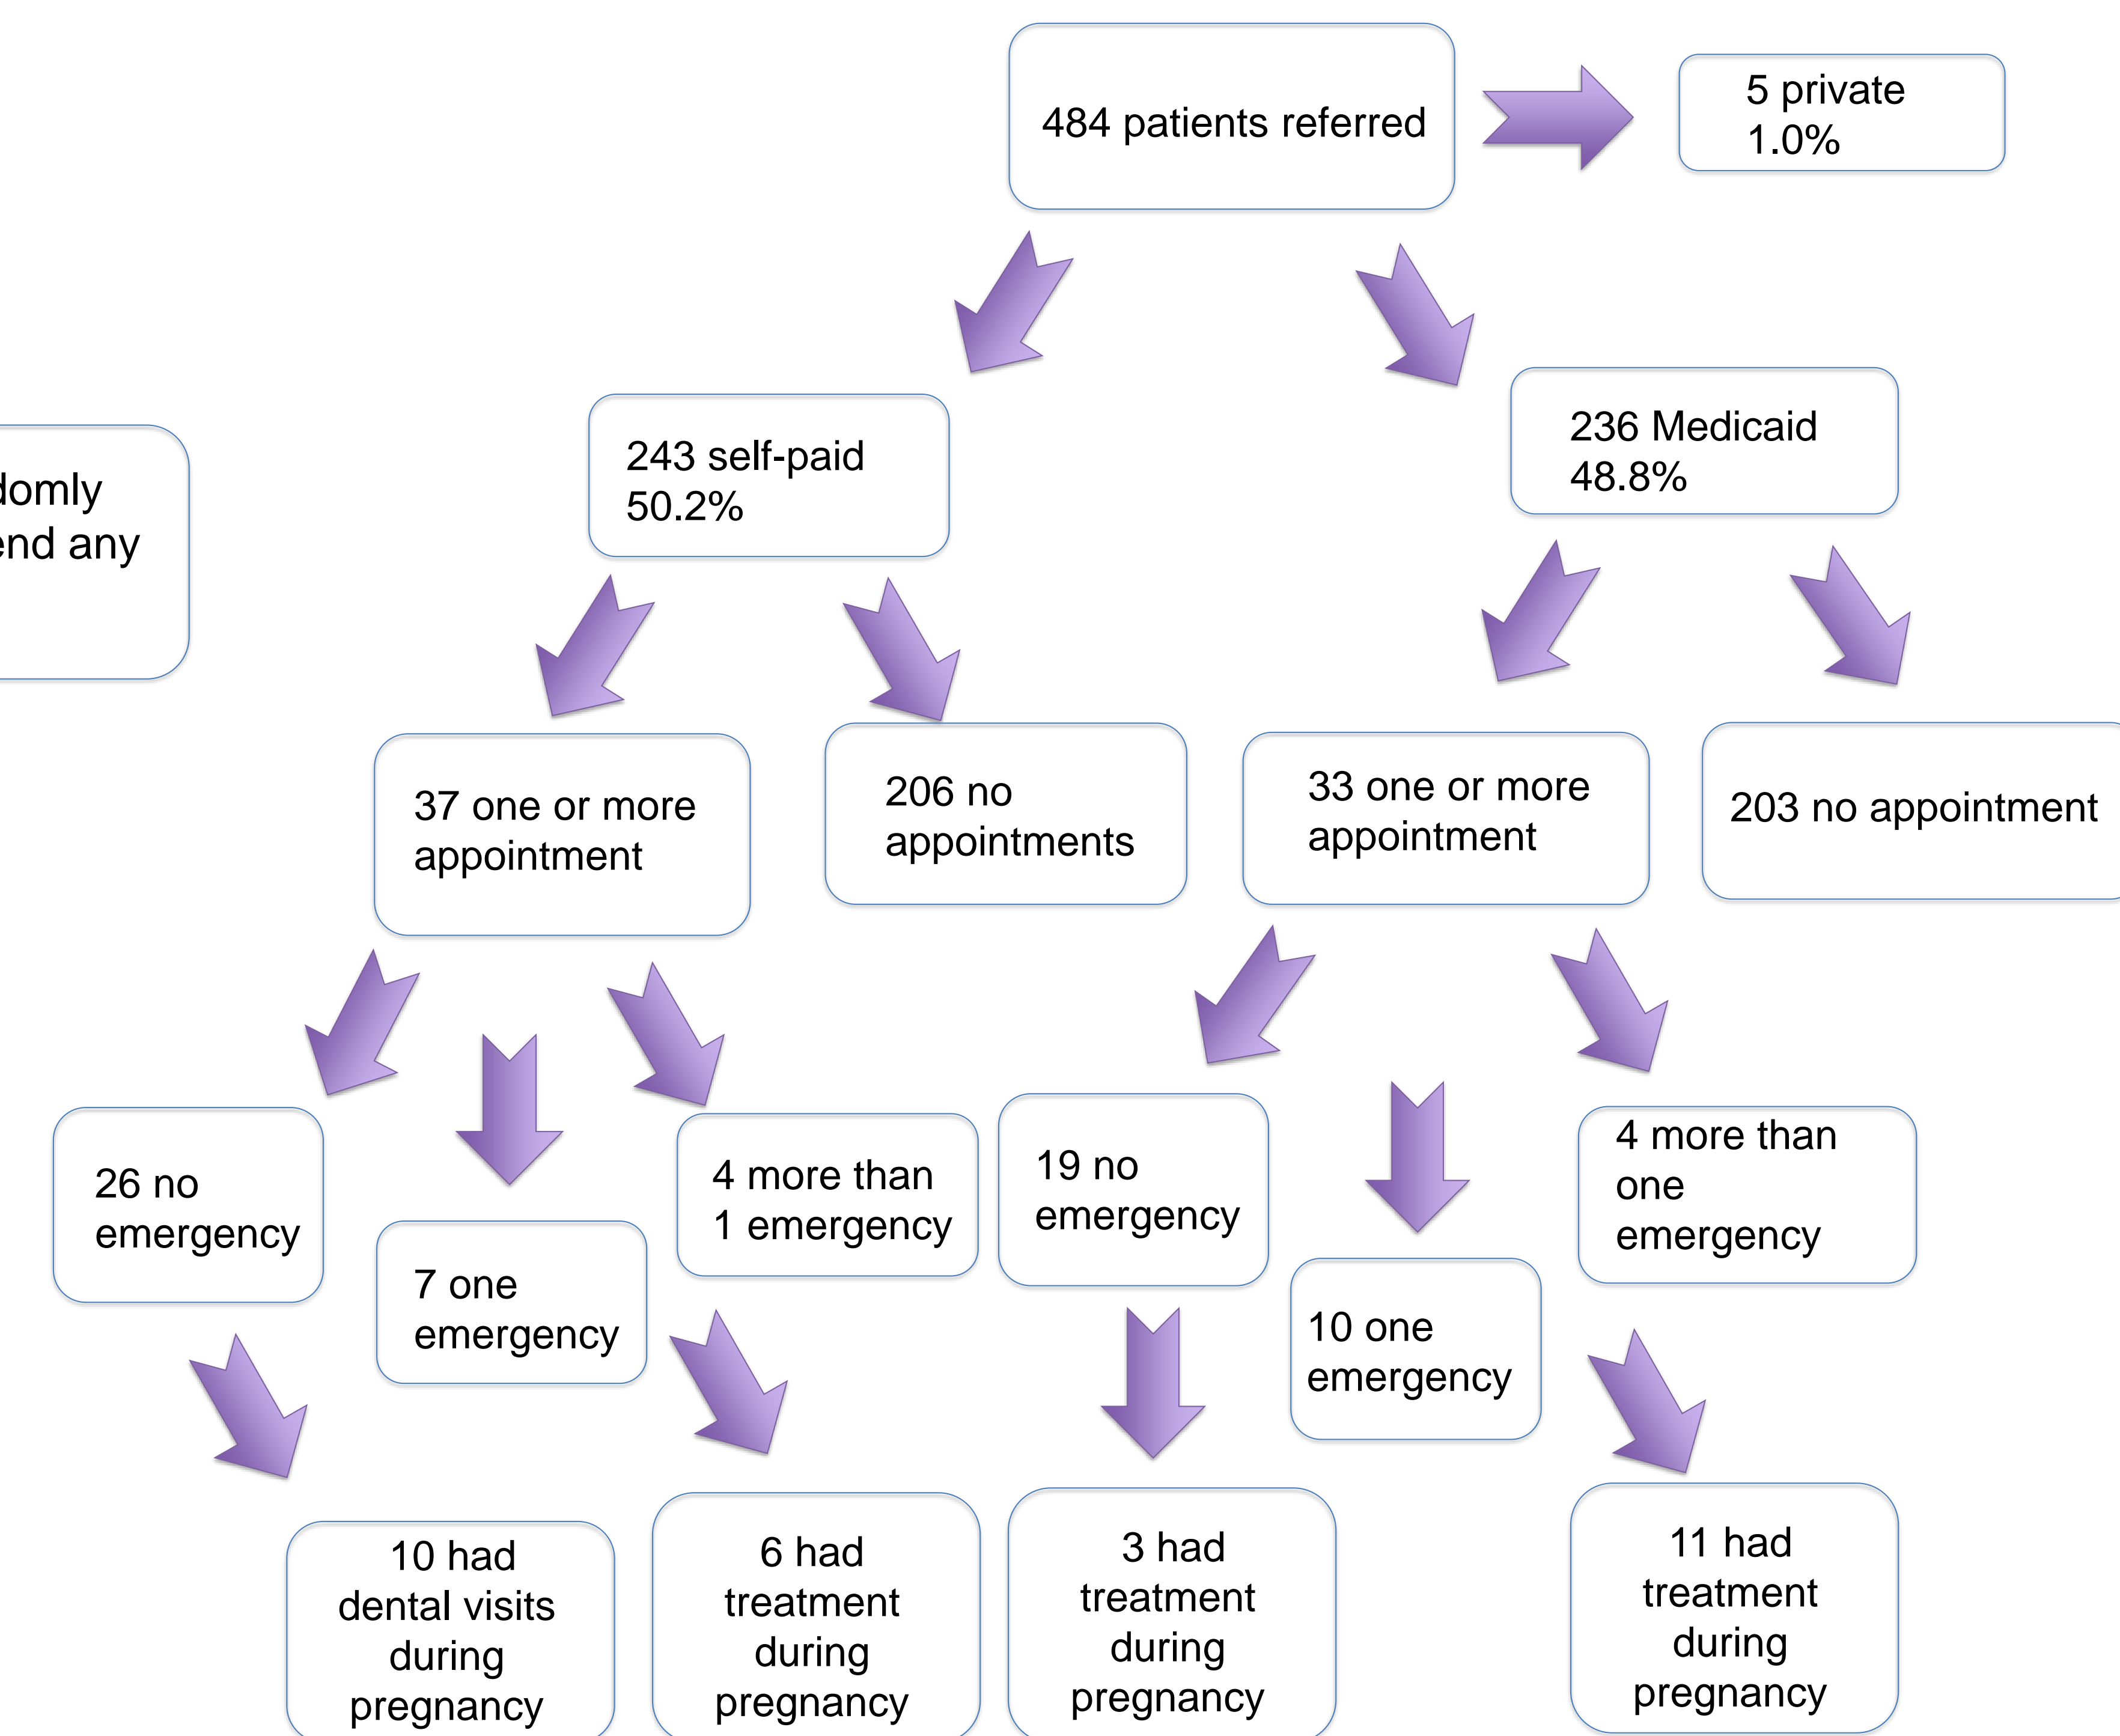 484 patients referred
5 private
1.0%
243 self-paid
50.2%
236 Medicaid
48.8%
domly
end any
37 one or more
appointment
206 no
appointments
33 one or more
appointment
203 no appointment
26 no
emergency
7 one
emergency
4 more than
1 emergency
19 no
emergency
10 one
emergency
4 more than
one
emergency
10 had
dental visits
during
pregnancy
6 had
treatment
during
pregnancy
3 had
treatment
during
pregnancy
11 had
treatment
during
pregnancy